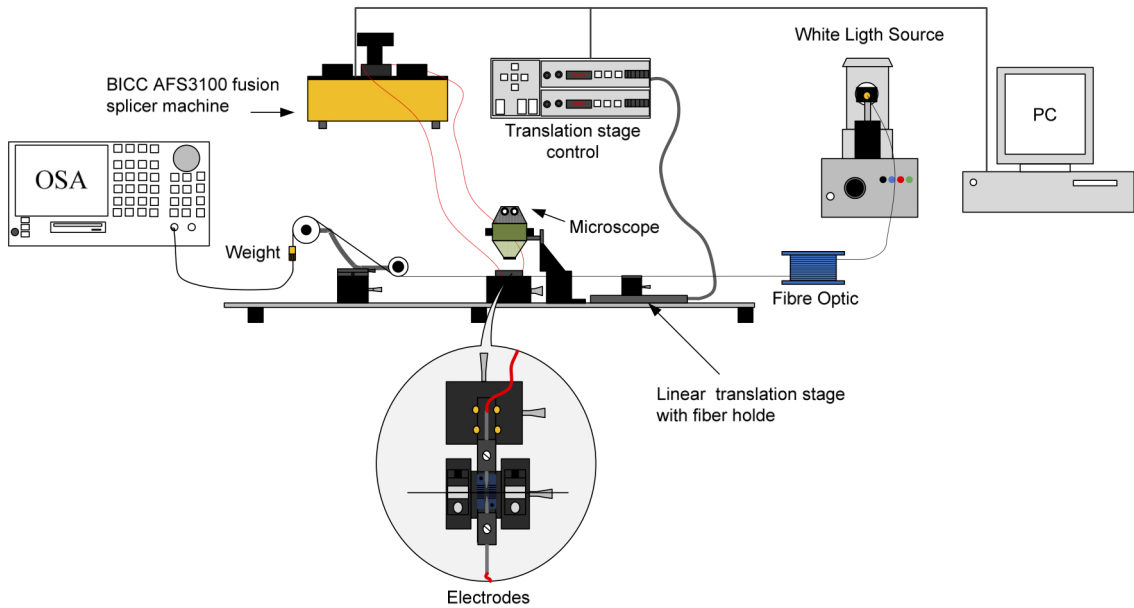 White Ligth Source
BICC AFS3100 fusion
splicer machine
PC
Translation stage
control
OSA
Microscope
Weight
Fibre Optic
Linear translation stage
with fiber holde
Electrodes